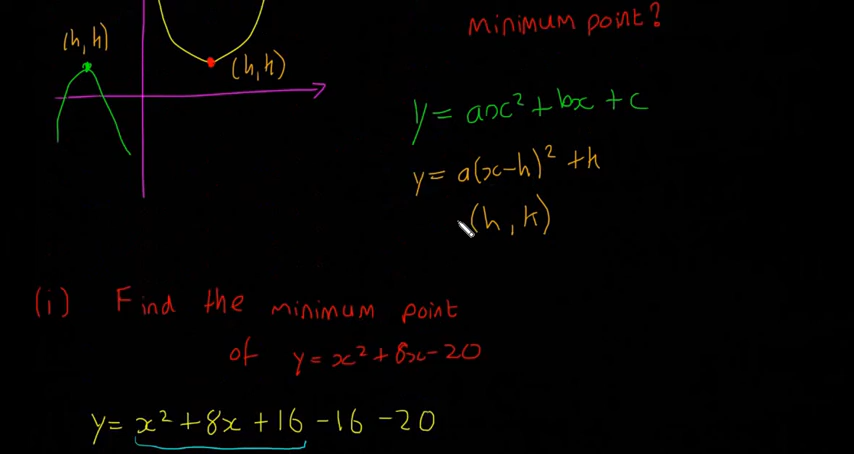 minimum point?
(h, k)
(h, k)
y = ax² + bx + c
y = a(x-h)² + k
(h, k)
(i) Find the minimum point
of y = x² + 8x - 20
y = x² + 8x + 16 - 16 - 20